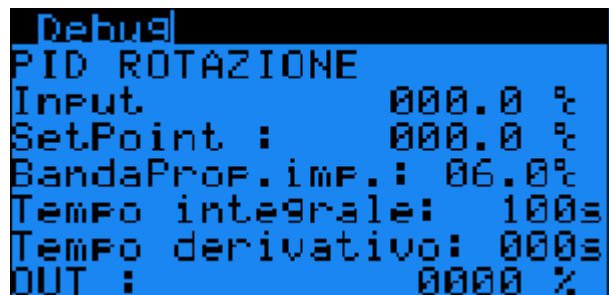 Debug
PID ROTAZIONE
Input 000.0 °c
SetPoint : 000.0 °c
BandaProp.imp.: 06.0°c
Tempo integrale: 100s
Tempo derivativo: 000s
OUT : 0000 %